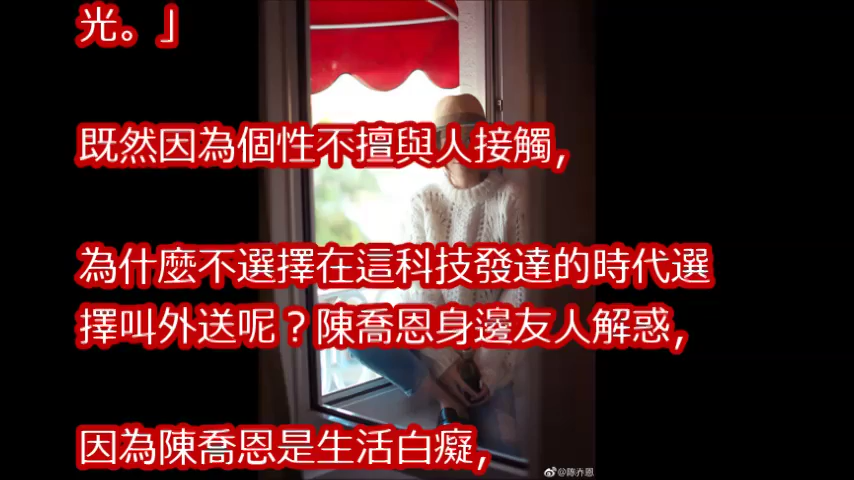 光。」
既然因為個性不擅與人接觸，
為什麼不選擇在這科技發達的時代選
擇叫外送呢？陳喬恩身邊友人解惑，
因為陳喬恩是生活白癡，
@陈乔恩